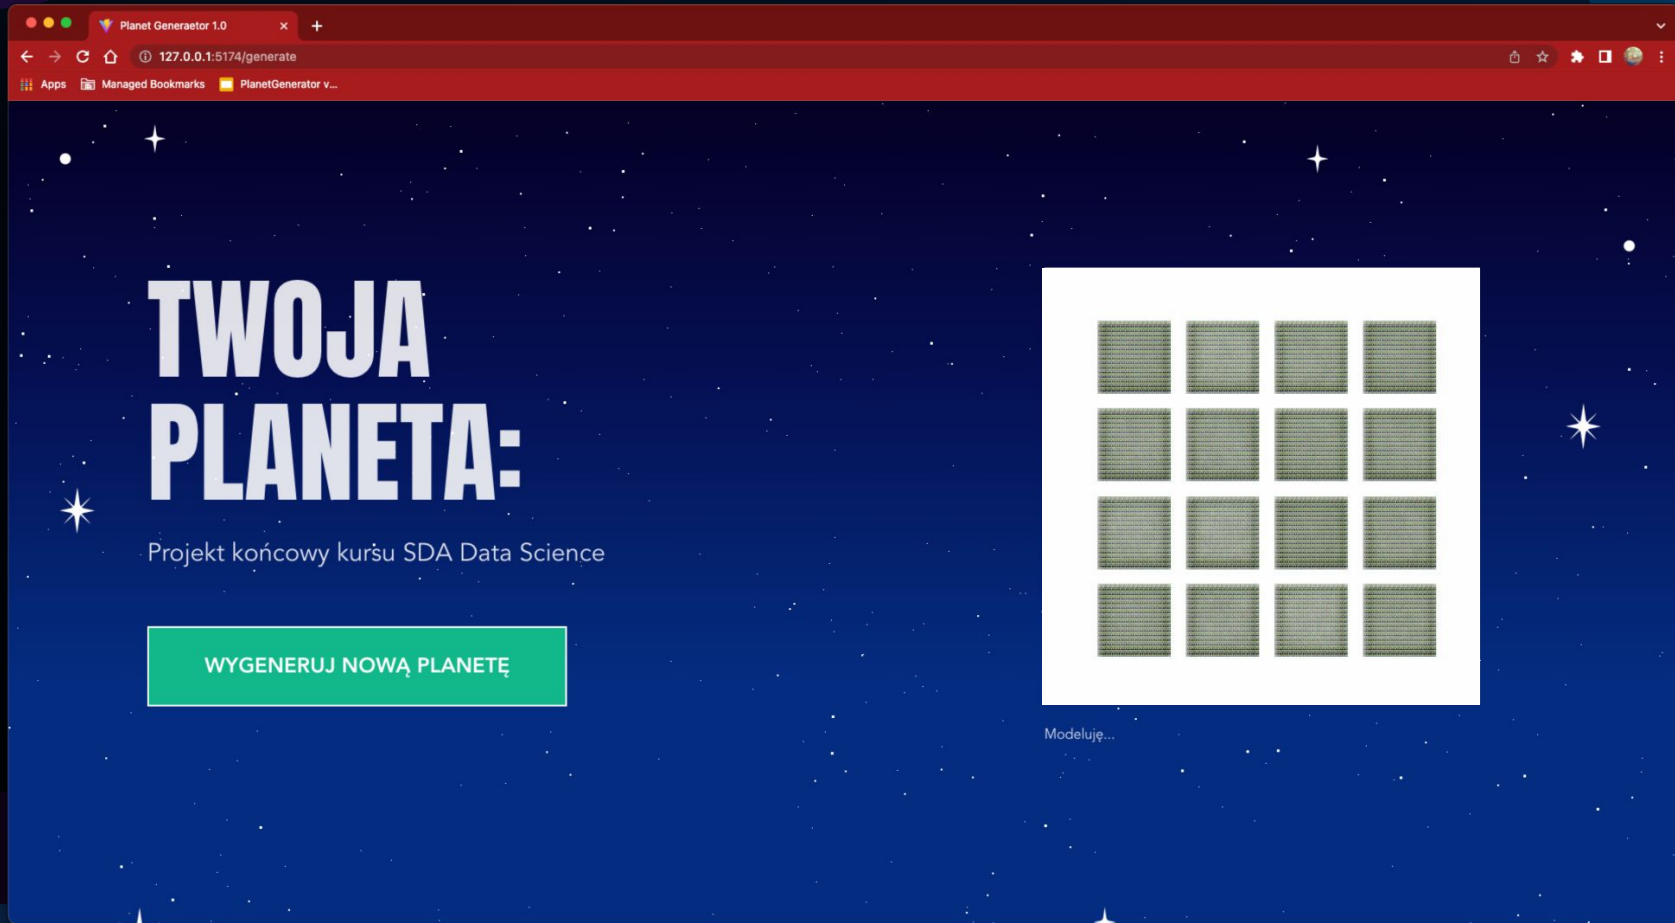 Planet Generaetor 1.0
127.0.0.1:5174/generate
Apps Managed Bookmarks PlanetGenerator v...
TWOJA
PLANETA:
Projekt końcowy kursu SDA Data Science
WYGENERUJ NOWĄ PLANETĘ
Modeluję...